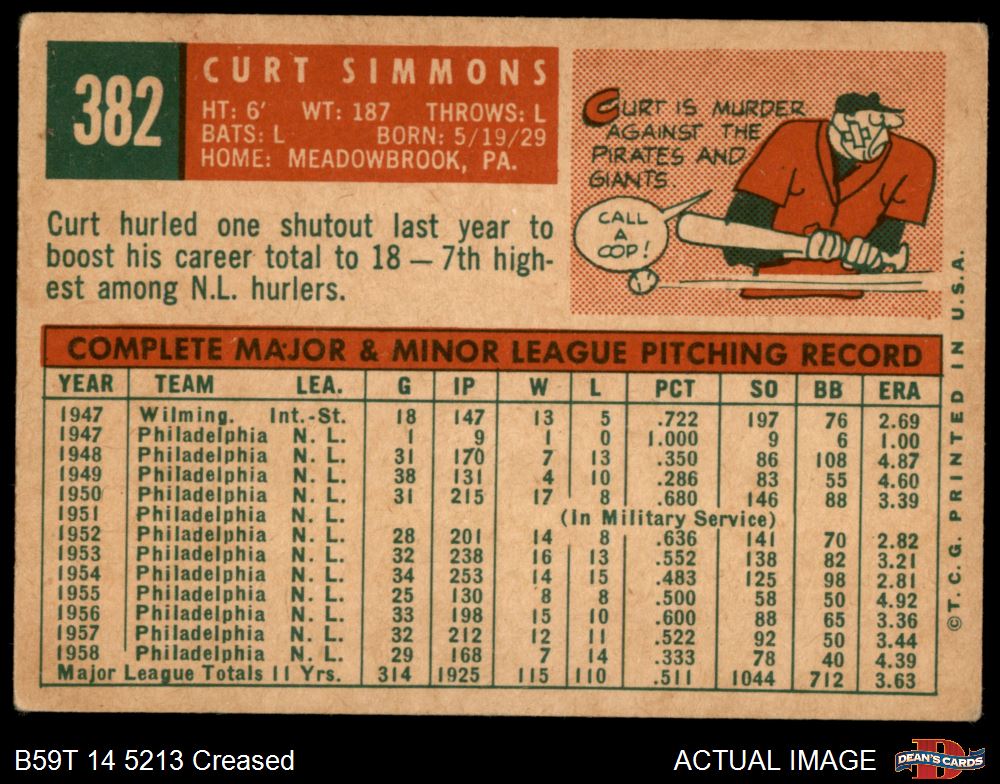 382
CURT SIMMONS
HT: 6' WT: 187 THROWS: L
BATS: L BORN: 5/19/29
HOME: MEADOWBROOK, PA.
CURT IS MURDER
AGAINST THE
PIRATES AND
GIANTS.
CALL
A
COP!
Curt hurled one shutout last year to
boost his career total to 18 — 7th high-
est among N.L. hurlers.
COMPLETE MAJOR & MINOR LEAGUE PITCHING RECORD
YEAR TEAM LEA. G IP W L PCT SO BB ERA
1947 Wilming. Int.-St. 18 147 13 5 .722 197 76 2.69
1947 Philadelphia N. L. 1 9 1 0 1.000 9 6 1.00
1948 Philadelphia N. L. 31 170 7 13 .350 86 108 4.87
1949 Philadelphia N. L. 38 131 4 10 .286 83 55 4.60
1950 Philadelphia N. L. 31 215 17 8 .680 146 88 3.39
1951 Philadelphia N. L. (In Military Service)
1952 Philadelphia N. L. 28 201 14 8 .636 141 70 2.82
1953 Philadelphia N. L. 32 238 16 13 .552 138 82 3.21
1954 Philadelphia N. L. 34 253 14 15 .483 125 98 2.81
1955 Philadelphia N. L. 25 130 8 8 .500 58 50 4.92
1956 Philadelphia N. L. 33 198 15 10 .600 88 65 3.36
1957 Philadelphia N. L. 32 212 12 11 .522 92 50 3.44
1958 Philadelphia N. L. 29 168 7 14 .333 78 40 4.39
Major League Totals 11 Yrs. 314 1925 115 110 .511 1044 712 3.63
©T. C. G. PRINTED IN U.S.A.
B59T 14 5213 Creased
ACTUAL IMAGE
D
DEAN'S CARDS